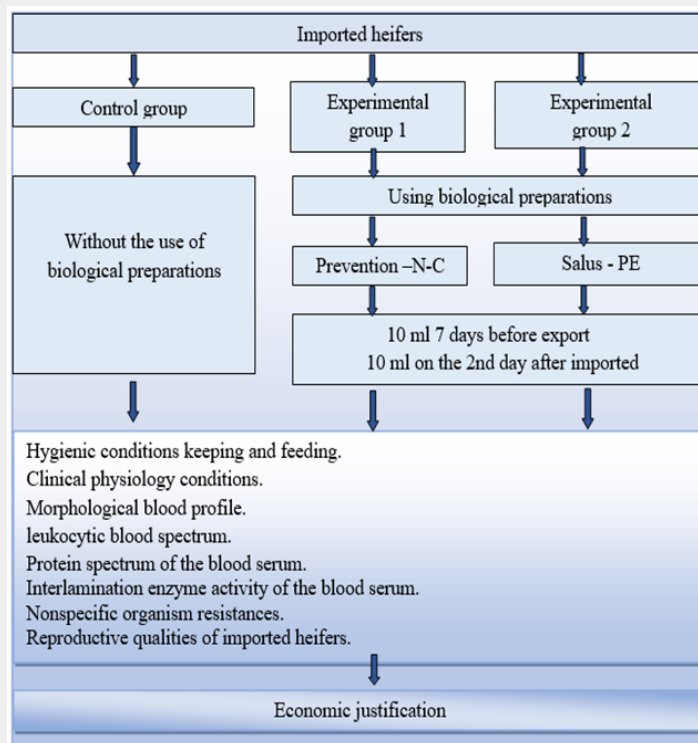 Imported heifers
Control group
Experimental
group 1
Experimental
group 2
Without the use of
biological preparations
Using biological preparations
Prevention –N-C
Salus - PE
10 ml 7 days before export
10 ml on the 2nd day after imported
Hygienic conditions keeping and feeding.
Clinical physiology conditions.
Morphological blood profile.
leukocytic blood spectrum.
Protein spectrum of the blood serum.
Interlamination enzyme activity of the blood serum.
Nonspecific organism resistances.
Reproductive qualities of imported heifers.
Economic justification